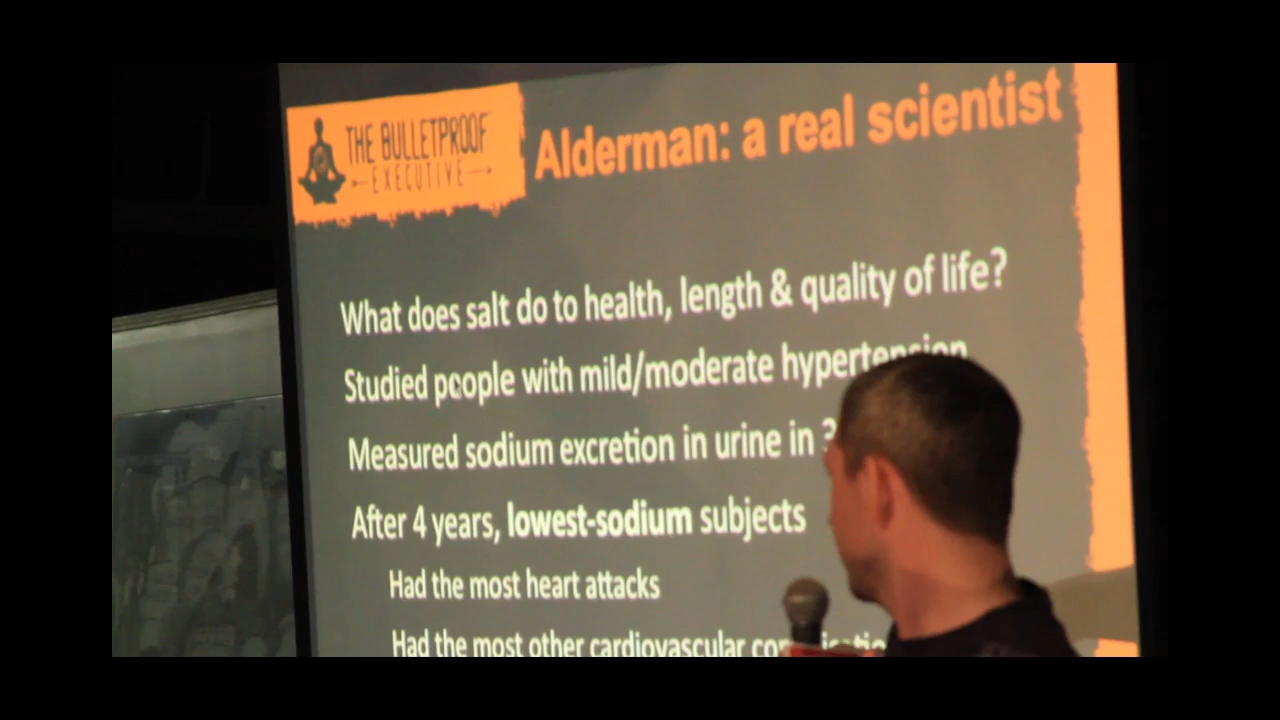 THE BULLETPROOF
EXECUTIVE
Alderman: a real scientist
What does salt do to health, length & quality of life?
Studied people with mild/moderate hypertension
Measured sodium excretion in urine in
After 4 years, lowest-sodium subjects
Had the most heart attacks
Had the most other cardiovascular